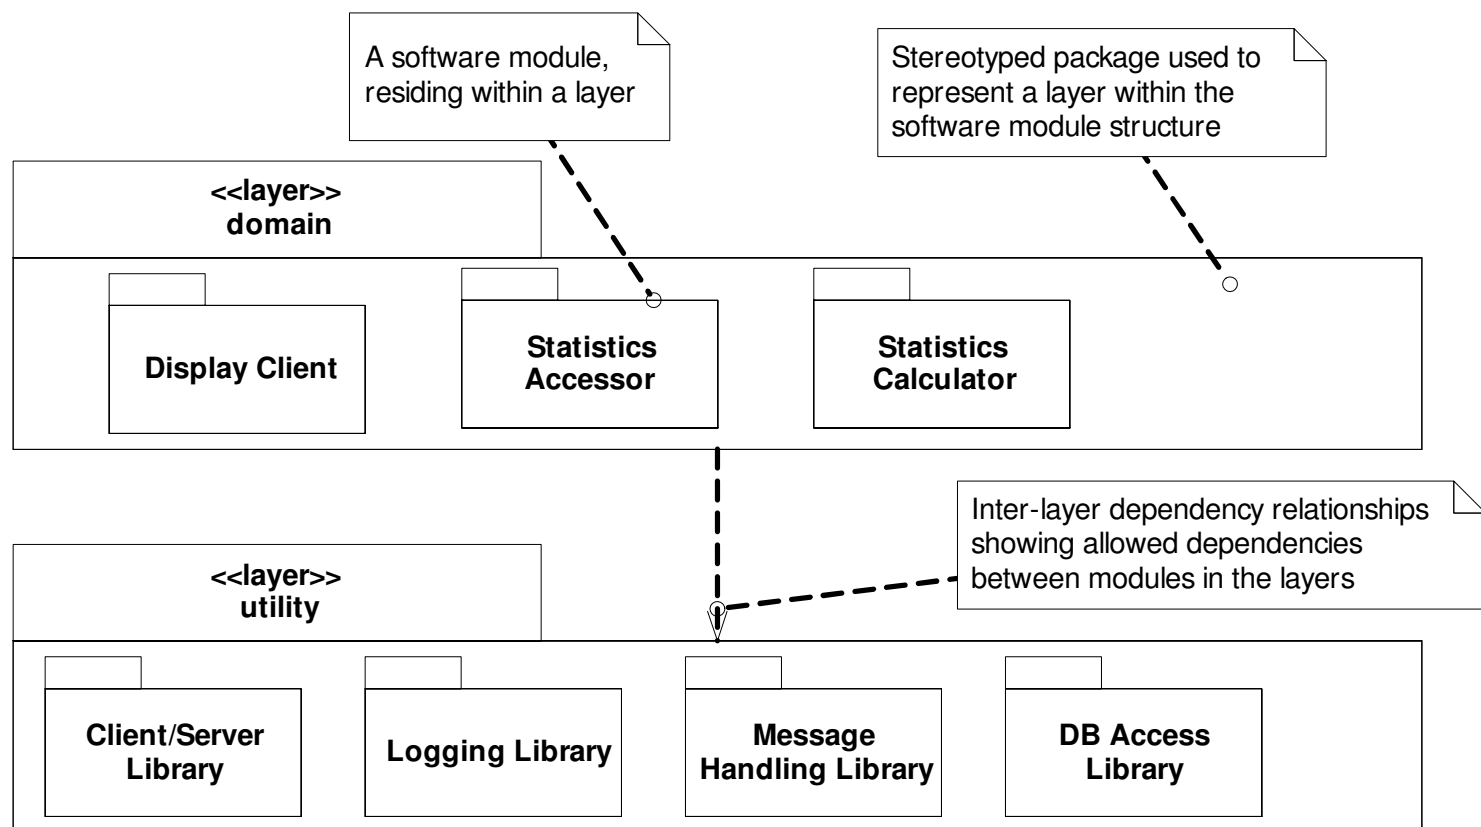 A software module,
residing within a layer
Stereotyped package used to
represent a layer within the
software module structure
<<layer>>
domain
Display Client
Statistics
Accessor
Statistics
Calculator
Inter-layer dependency relationships
showing allowed dependencies
between modules in the layers
<<layer>>
utility
Client/Server
Library
Logging Library
Message
Handling Library
DB Access
Library